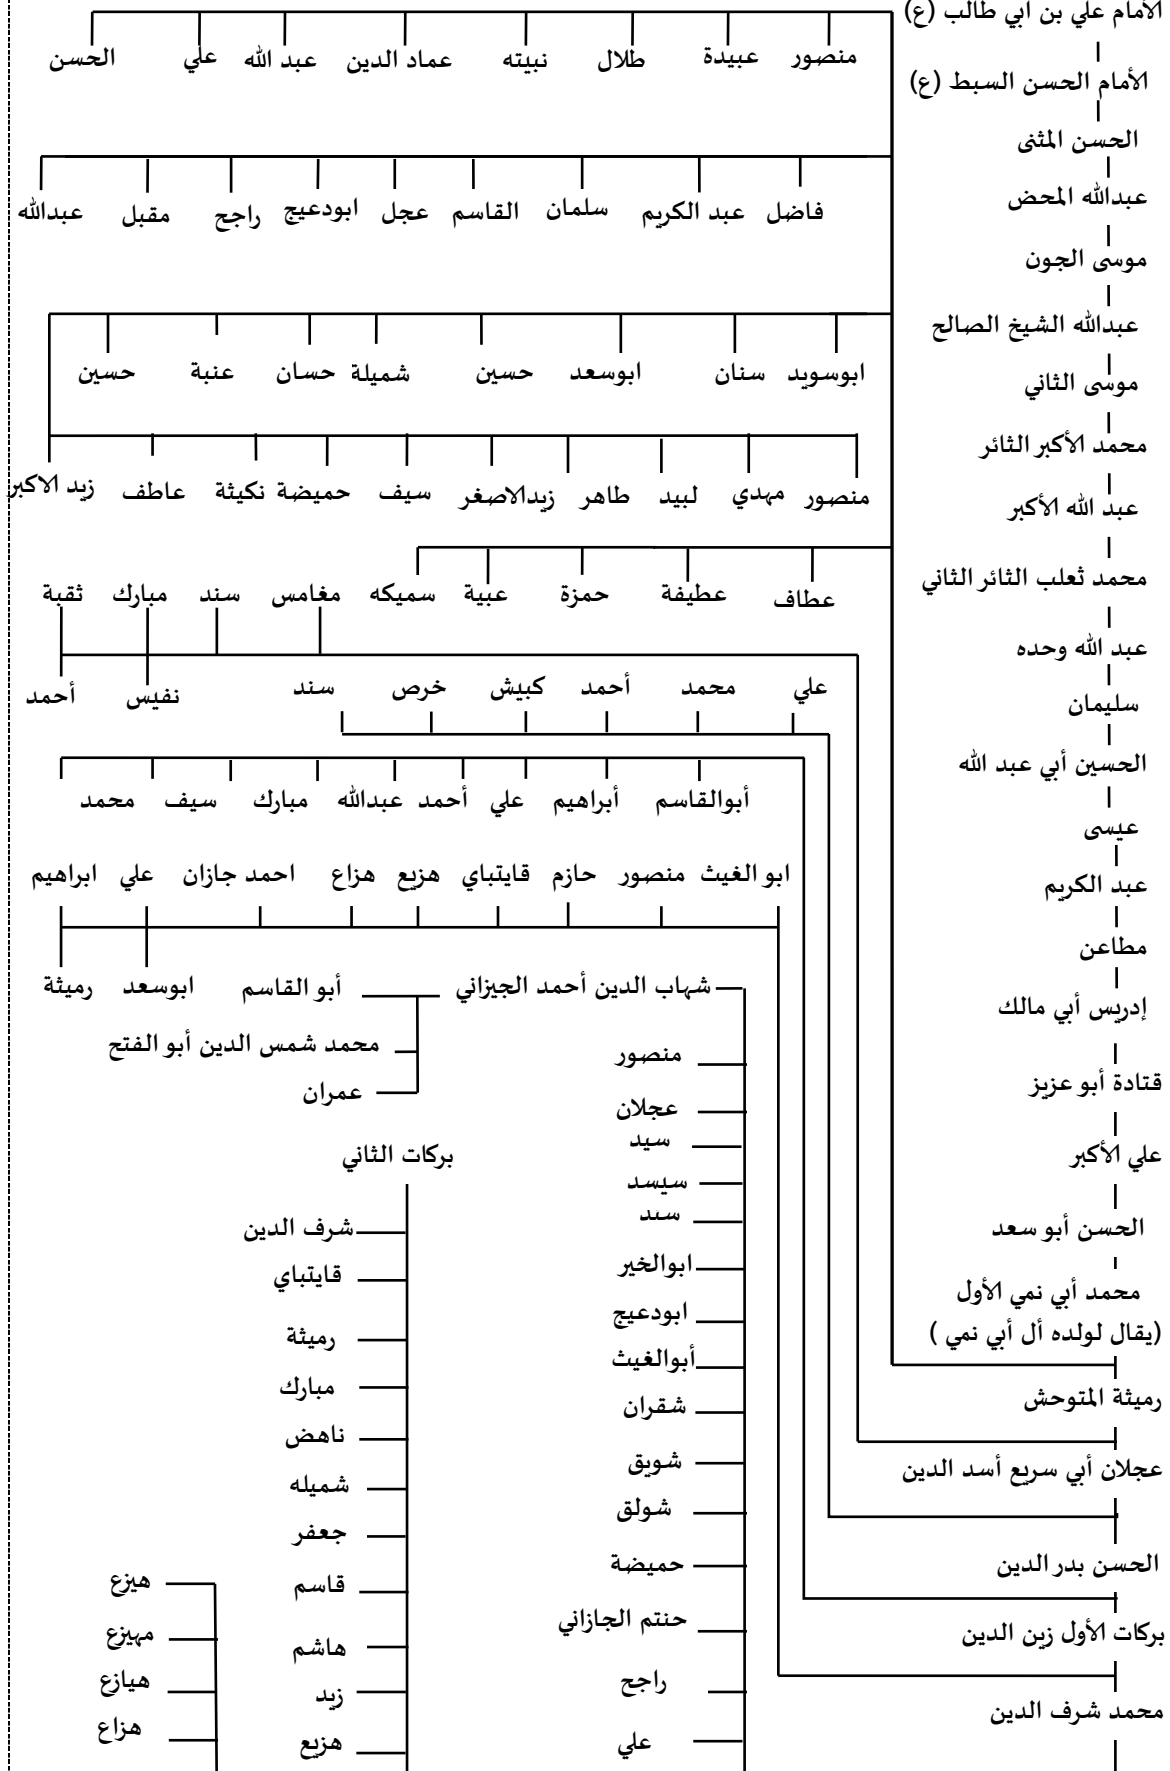 الأمام علي بن ابي طالب (ع)
منصور عبيدة طلال نبيته عماد الدين عبد الله علي الحسن
الأمام الحسن السبط (ع)
الحسن المثنى
عبدالله المحض
فاضل عبد الكريم سلمان القاسم عجل ابودعيج راجح مقبل عبدالله
موسى الجون
عبدالله الشيخ الصالح
موسى الثاني
ابوسويد سنان ابوسعد حسين شميلة حسان عنبة حسين
محمد الأكبر الثائر
عبد الله الأكبر
منصور مهدي لبيد طاهر زيدالاصغر سيف حميضة نكيثة عاطف زيد الاكبر
محمد ثعلب الثائر الثاني
عطاف عطيفة حمزة عبية سميكه مغامس سند مبارك ثقبة
عبد الله وحده
سليمان
علي محمد أحمد كبيش خرص سند نفيس أحمد
الحسين أبي عبد الله
أبوالقاسم أبراهيم علي أحمد عبدالله مبارك سيف محمد
عيسى
عبد الكريم
ابو الغيث منصور حازم قايتباي هزيع هزاع احمد جازان علي ابراهيم
مطاعن
إدريس أبي مالك
شهاب الدين أحمد الجيزاني أبو القاسم ابوسعد رميثة
محمد شمس الدين أبو الفتح
عمران
قتادة أبو عزيز
علي الأكبر
الحسن أبو سعد
محمد أبي نمي الأول
(يقال لولده أل أبي نمي )
رميثة المتوحش
عجلان أبي سريع أسد الدين
الحسن بدر الدين
بركات الأول زين الدين
محمد شرف الدين
منصور
عجلان
سيد
سيسد
سند
ابوالخير
ابودعيج
أبوالغيث
شقران
شويق
شولق
حميضة
حنتم الجازاني
راجح
علي
بركات الثاني
شرف الدين
قايتباي
رميثة
مبارك
ناهض
شميله
جعفر
قاسم
هاشم
زيد
هزيع
هيزع
مهيزع
هيازع
هزاع